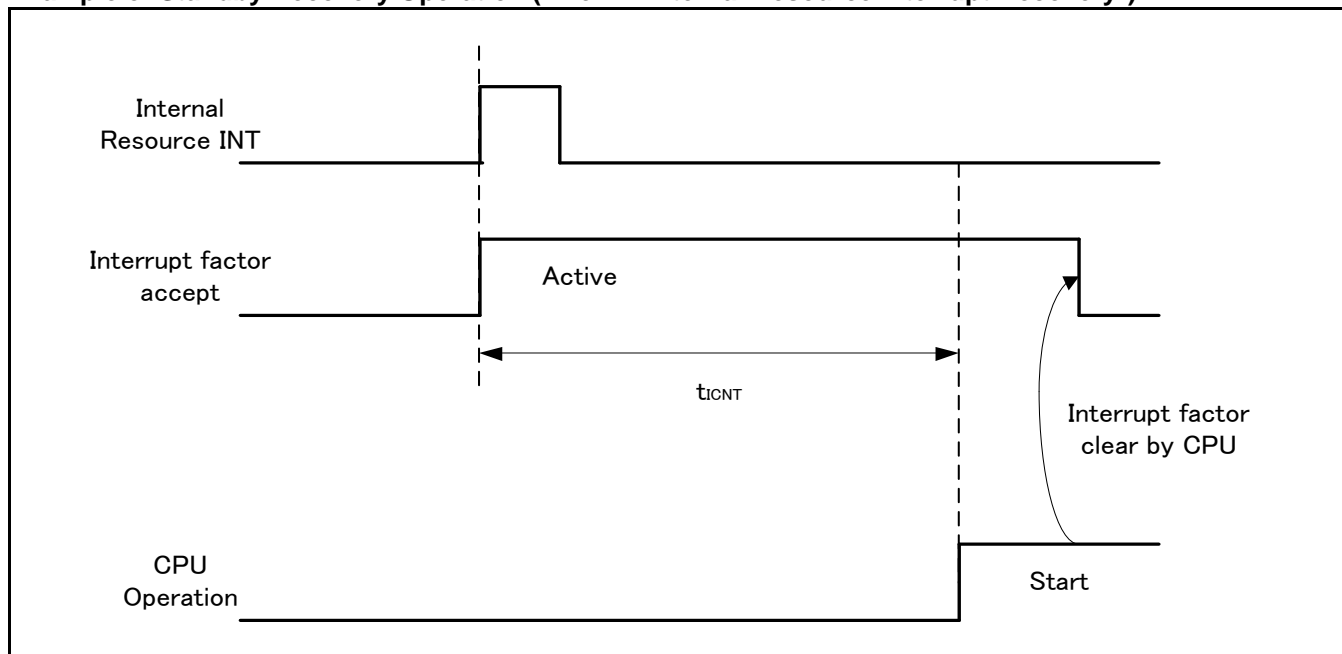 Internal
Resource INT
Interrupt factor
accept
Active
tICNT
Interrupt factor
clear by CPU
CPU
Operation
Start